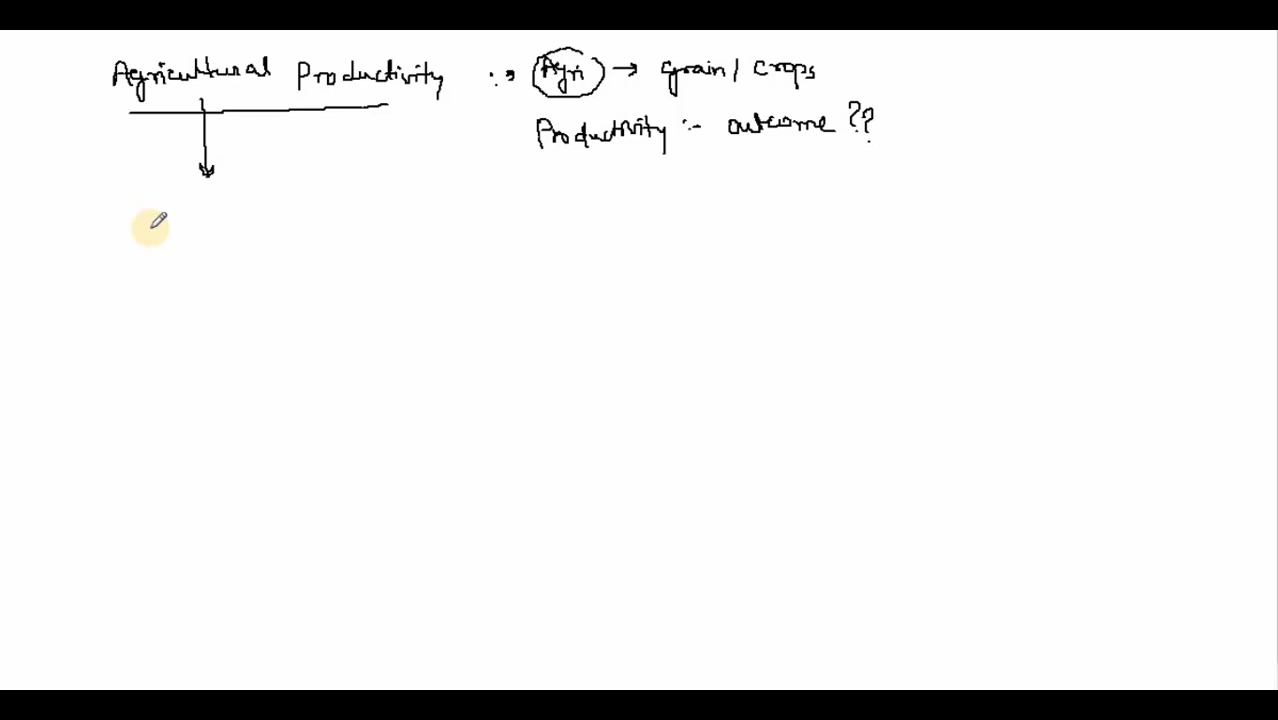 Agricultural Productivity :→ Agri → grain / crops
Productivity :- outcome ??